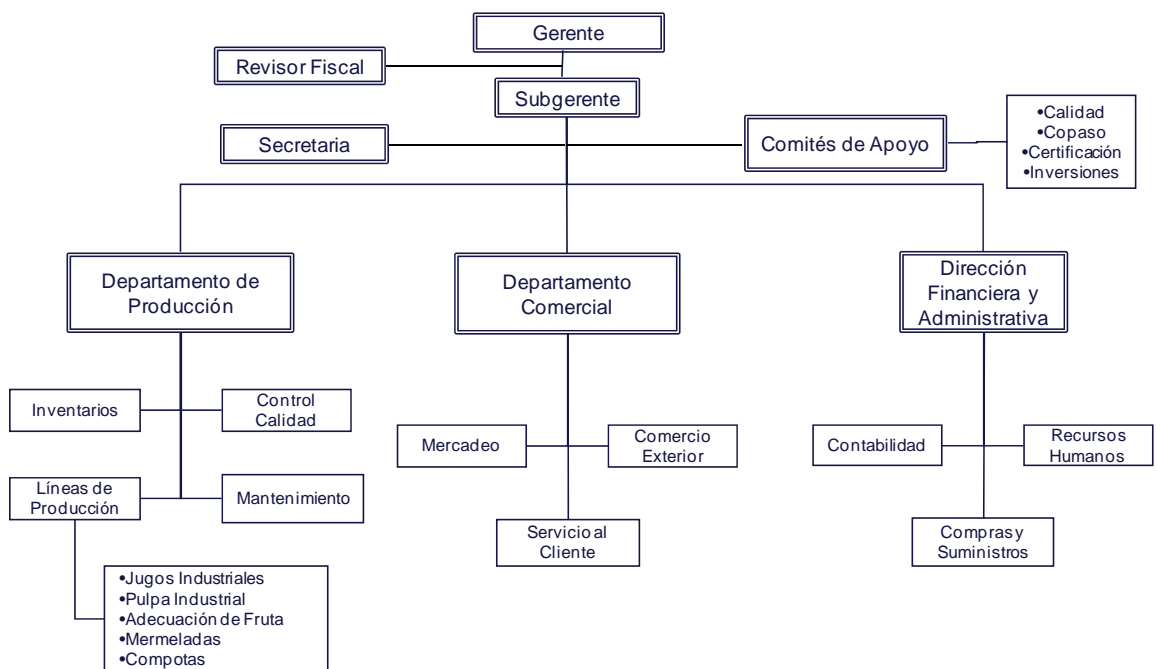 Gerente
Revisor Fiscal
Subgerente
Secretaria
Comités de Apoyo
•Calidad
•Copaso
•Certificación
•Inversiones
Departamento de
Producción
Departamento
Comercial
Dirección
Financiera y
Administrativa
Inventarios
Control
Calidad
Líneas de
Producción
Mantenimiento
•Jugos Industriales
•Pulpa Industrial
•Adecuación de Fruta
•Mermeladas
•Compotas
Mercadeo
Comercio
Exterior
Servicio al
Cliente
Contabilidad
Recursos
Humanos
Compras y
Suministros